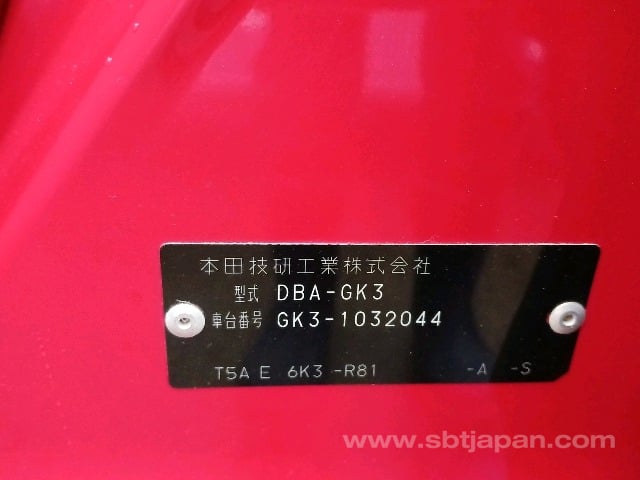 本田技研工業株式会社
型式 DBA-GK3
車台番号 GK3-1032044
T5A E 6K3 -R81 -A -S
www.sbtjapan.com